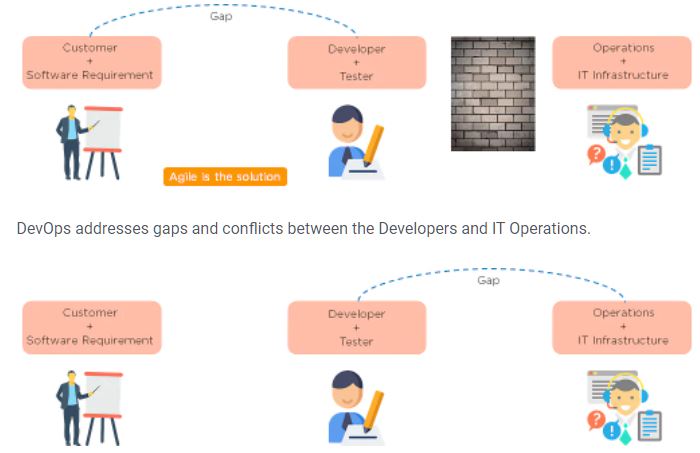 Gap
Customer
+
Software Requirement
Developer
+
Tester
Operations
+
IT Infrastructure
Agile is the solution
DevOps addresses gaps and conflicts between the Developers and IT Operations.
Gap
Customer
+
Software Requirement
Developer
+
Tester
Operations
+
IT Infrastructure